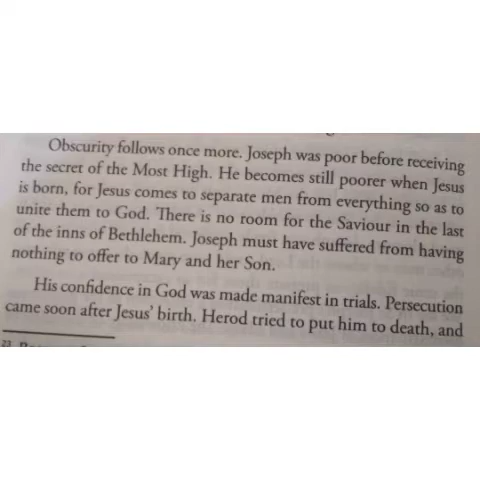 Obscurity follows once more. Joseph was poor before receiving
the secret of the Most High. He becomes still poorer when Jesus
is born, for Jesus comes to separate men from everything so as to
unite them to God. There is no room for the Saviour in the last
of the inns of Bethlehem. Joseph must have suffered from having
nothing to offer to Mary and her Son.
His confidence in God was made manifest in trials. Persecution
came soon after Jesus' birth. Herod tried to put him to death, and
23